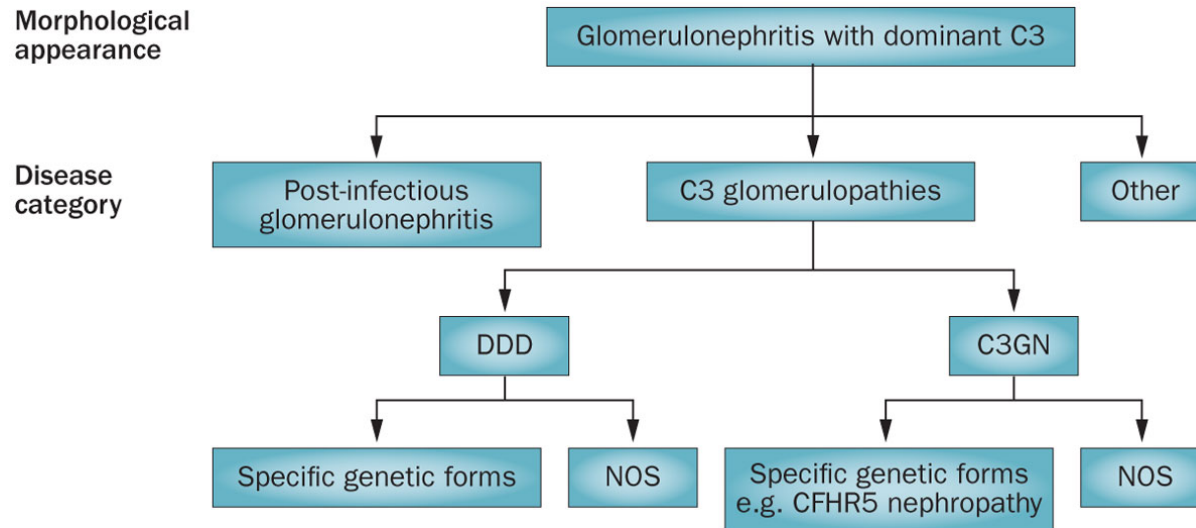 Morphological
appearance
Glomerulonephritis with dominant C3
Disease
category
Post-infectious
glomerulonephritis
C3 glomerulopathies
Other
DDD
C3GN
Specific genetic forms
NOS
Specific genetic forms
e.g. CFHR5 nephropathy
NOS